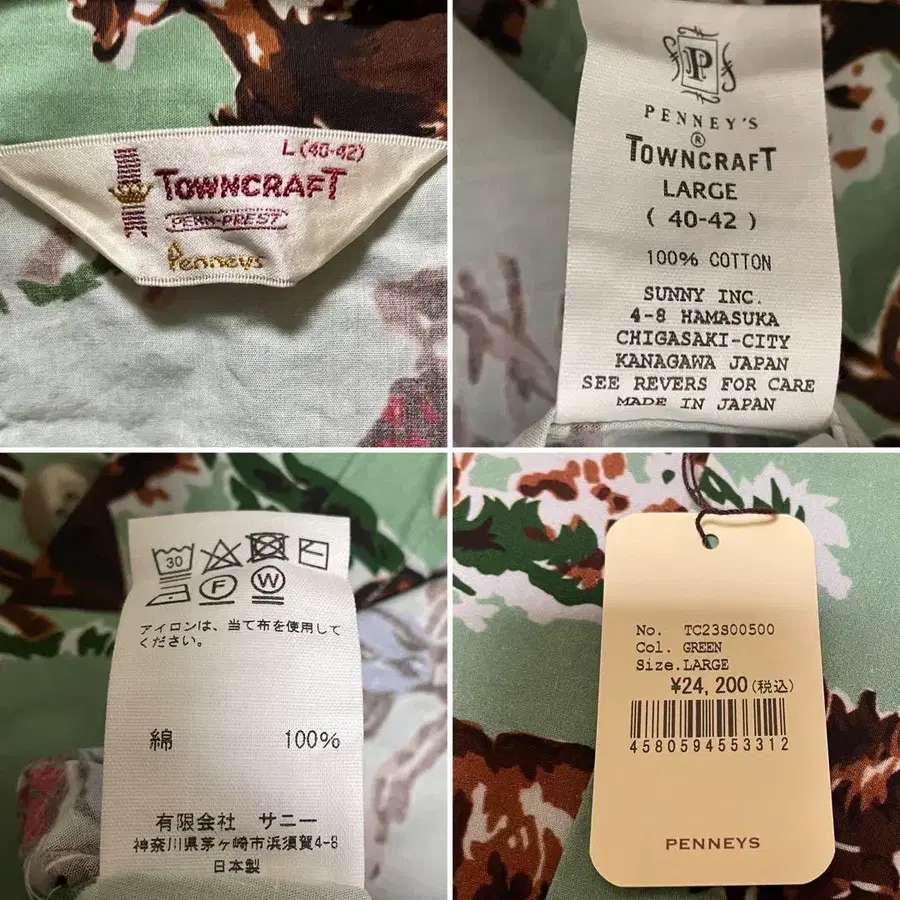 L (40-42)
TOWNCRAFT
PENN-PREST
Penneys
P
PENNEY'S
®
TOWNCRAFT
LARGE
( 40-42 )
100% COTTON
SUNNY INC.
4-8 HAMASUKA
CHIGASAKI-CITY
KANAGAWA JAPAN
SEE REVERS FOR CARE
MADE IN JAPAN
30
F W
アイロンは、当て布を使用して
ください。
綿 100%
有限会社 サニー
神奈川県茅ヶ崎市浜須賀4-8
日本製
No. TC23S00500
Col. GREEN
Size.LARGE
¥24,200(税込)
4580594553312
PENNEYS